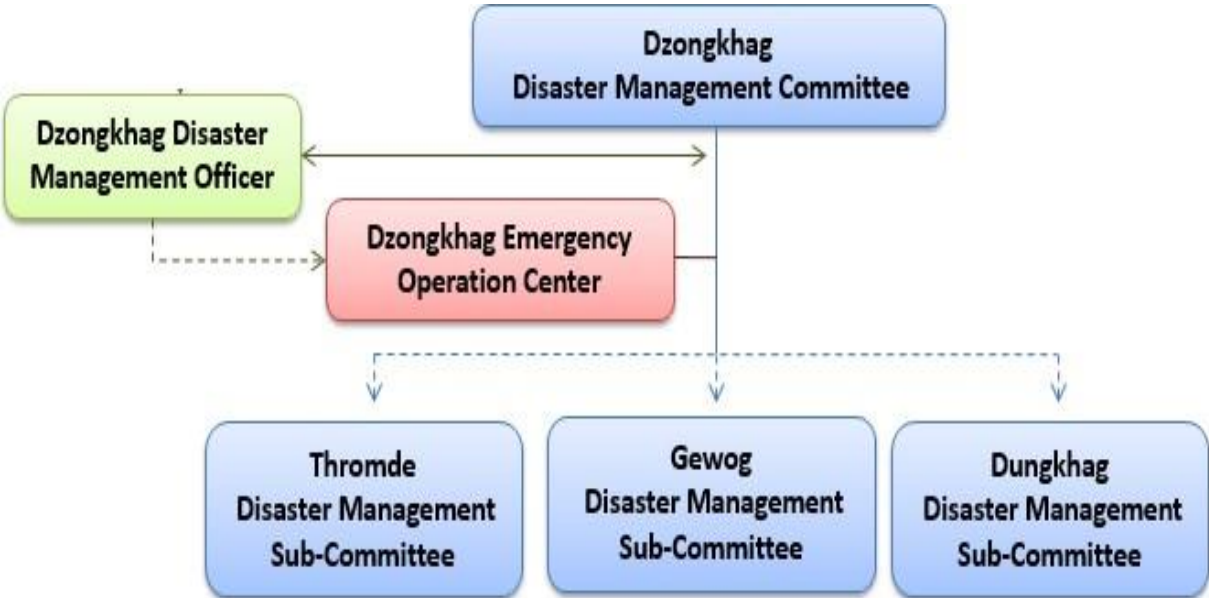 Dzongkhag
Disaster Management Committee
Dzongkhag Disaster
Management Officer
Dzongkhag Emergency
Operation Center
Thromde
Disaster Management
Sub-Committee
Gewog
Disaster Management
Sub-Committee
Dungkhag
Disaster Management
Sub-Committee